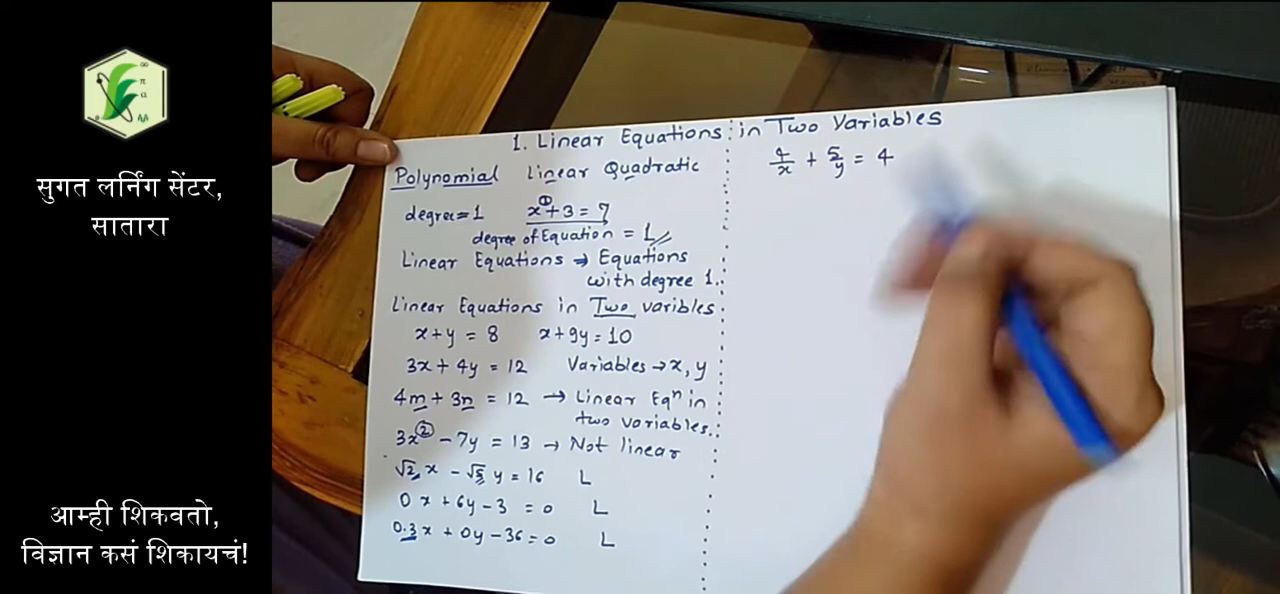 सुगत लर्निंग सेंटर,
सातारा
आम्ही शिकवतो,
विज्ञान कसं शिकायचं!
1. Linear Equations in Two Variables
Polynomial Linear Quadratic
degree=1 x¹+3=7
degree of Equation = 1
Linear Equations ⇒ Equations
with degree 1.
Linear Equations in Two varibles
x+y = 8 x+9y=10
3x+4y = 12 Variables → x, y
4m+3n = 12 → Linear Eqⁿ in
two variables.
3x² - 7y = 13 → Not linear
√2 x - √5 y = 16 L
0x + 6y - 3 = 0 L
0.3x + 0y - 36 = 0 L
4/x + 5/y = 4